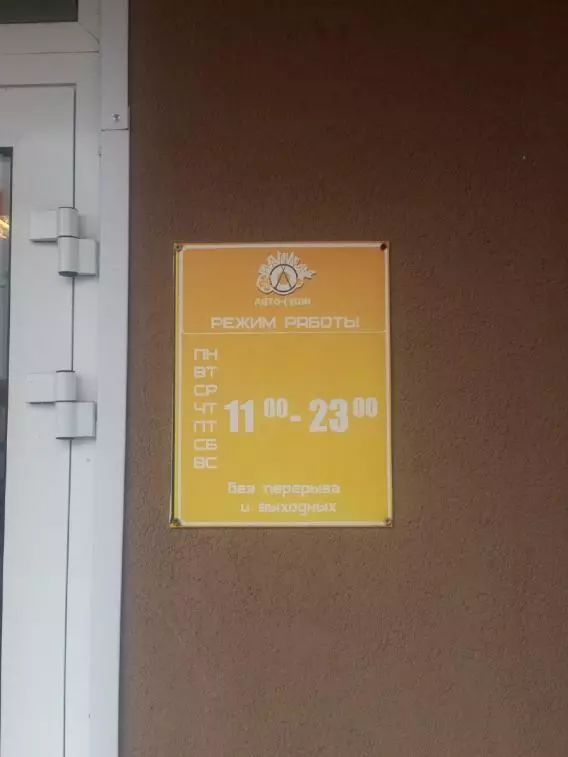 Авто-суши
РЕЖИМ РАБОТЫ
ПН
ВТ
СР
ЧТ
ПТ
СБ
ВС
11 00 - 23 00
без перерыва
и выходных